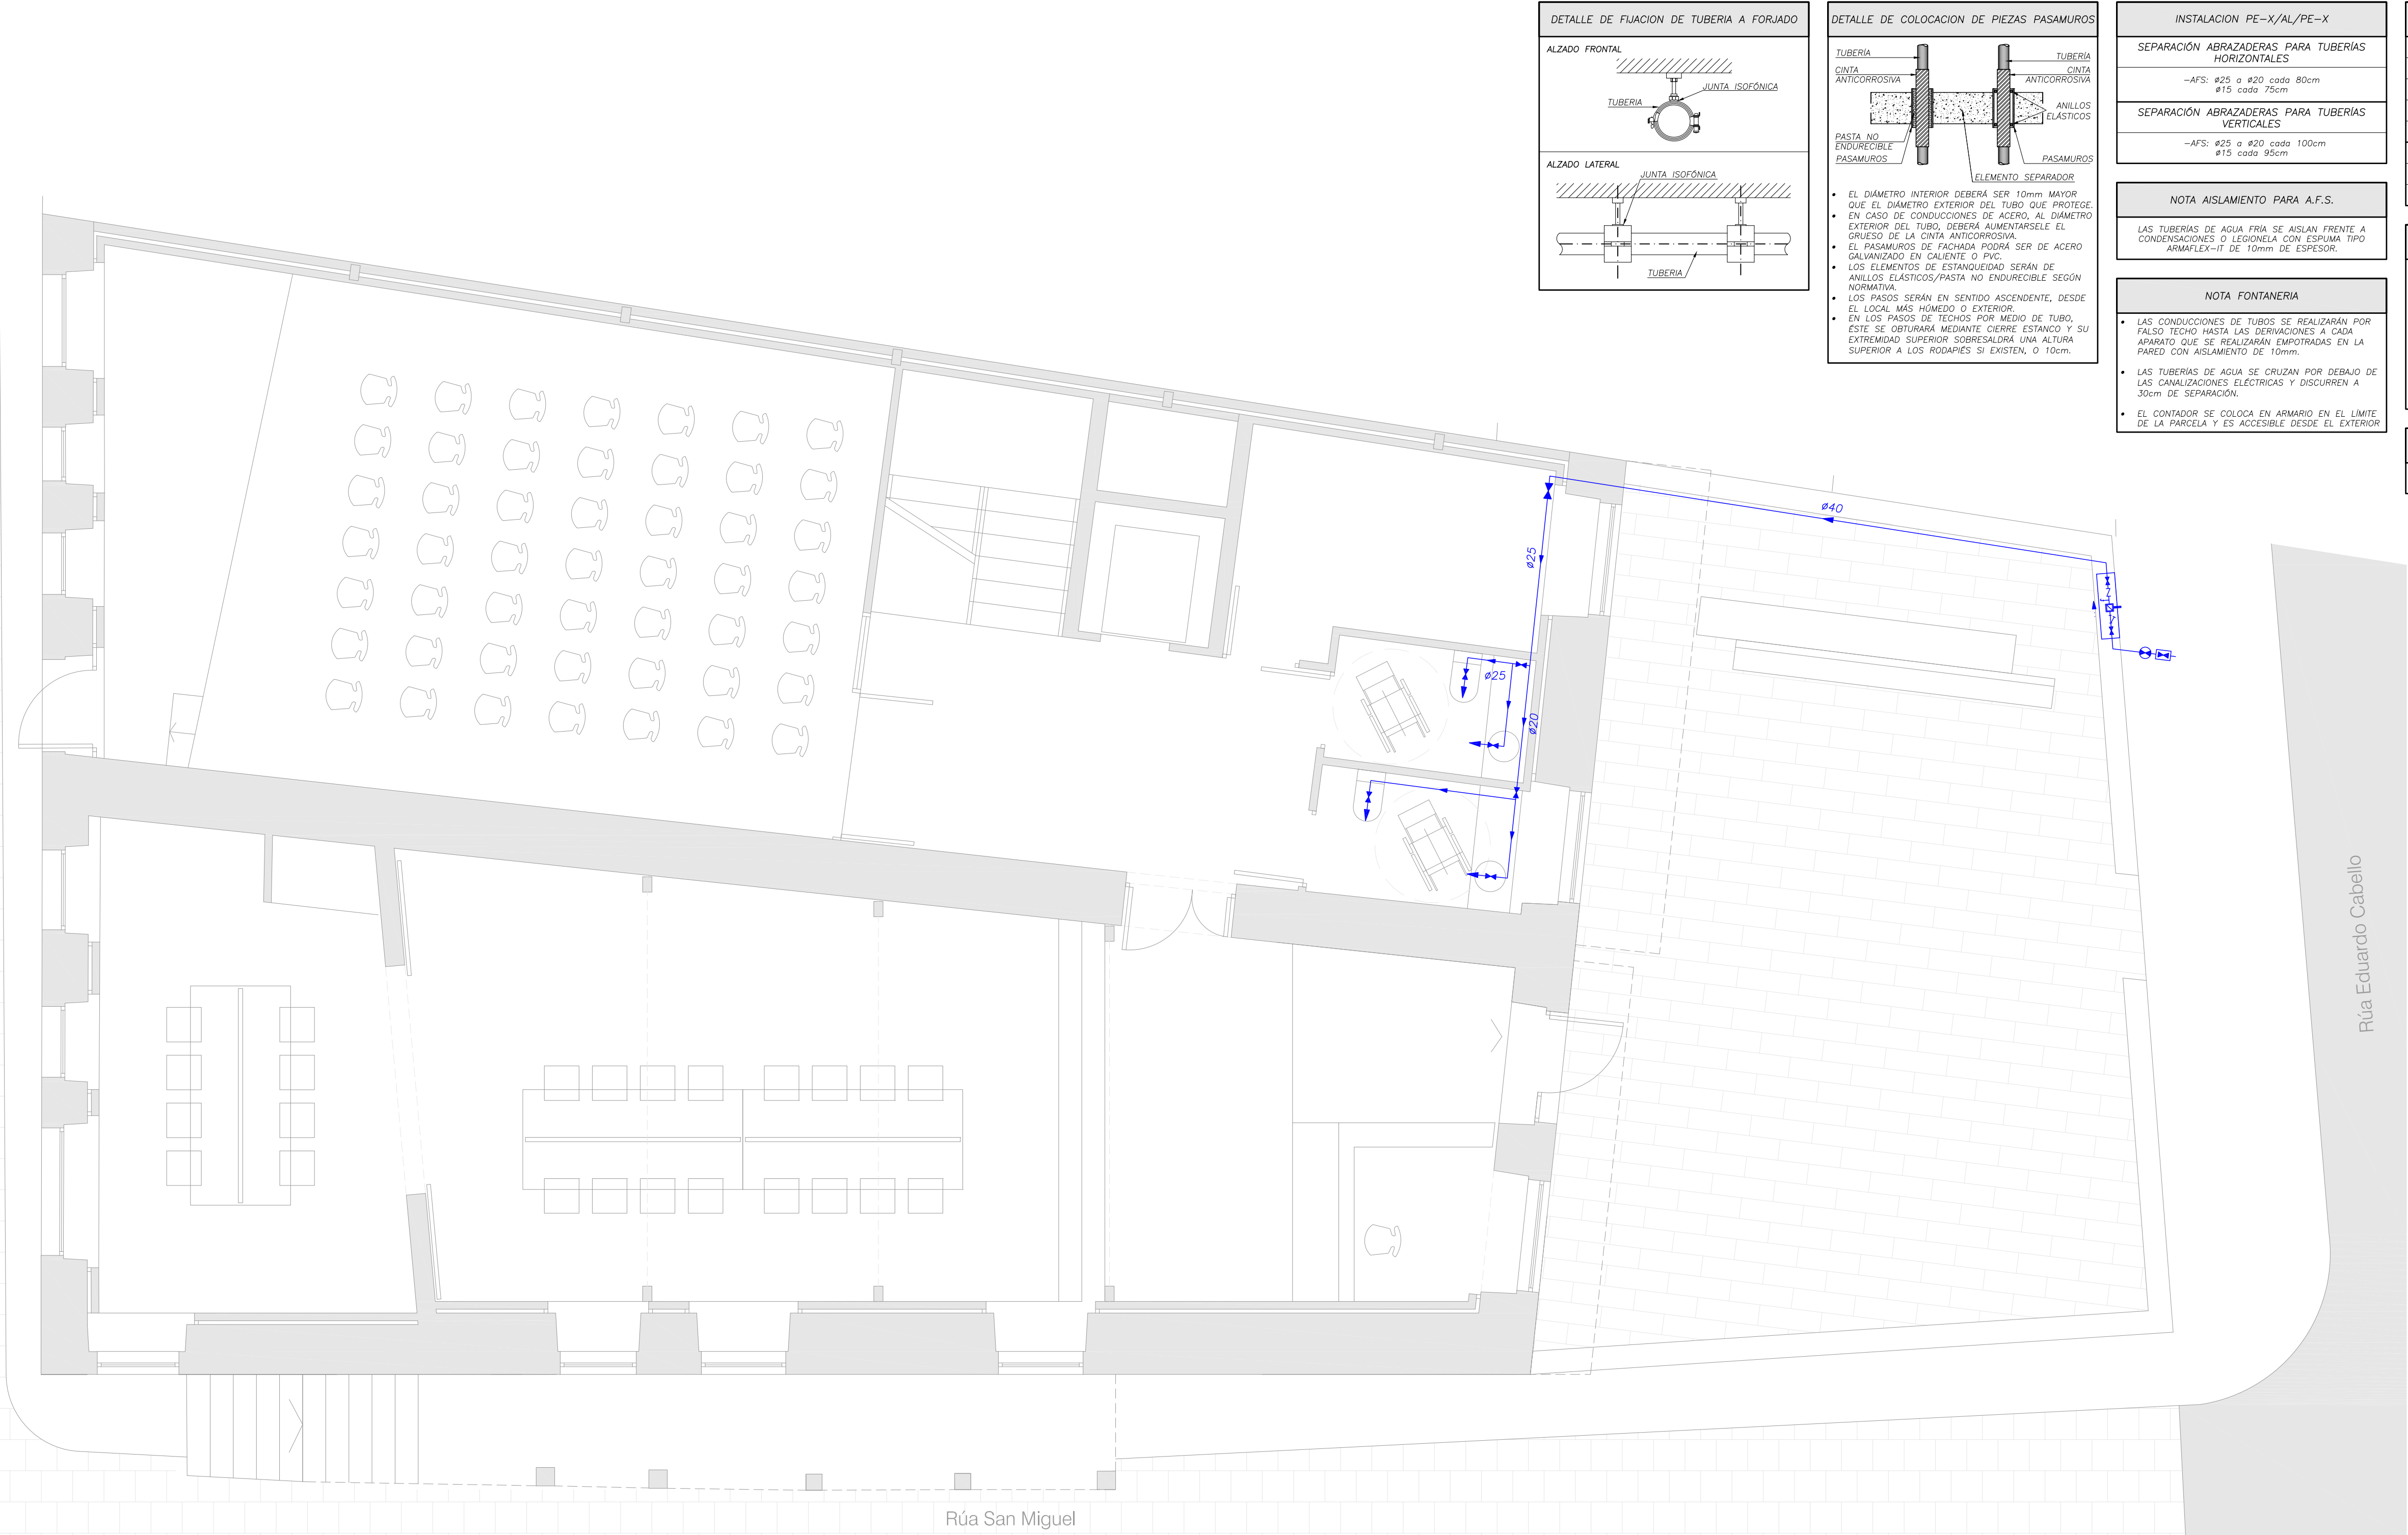 DETALLE DE FIJACION DE TUBERIA A FORJADO
ALZADO FRONTAL
JUNTA ISOFÓNICA
TUBERIA
ALZADO LATERAL
JUNTA ISOFÓNICA
TUBERIA
DETALLE DE COLOCACION DE PIEZAS PASAMUROS
TUBERÍA
CINTA
ANTICORROSIVA
TUBERÍA
CINTA
ANTICORROSIVA
ANILLOS
ELÁSTICOS
PASTA NO
ENDURECIBLE
PASAMUROS
PASAMUROS
ELEMENTO SEPARADOR
• EL DIÁMETRO INTERIOR DEBERÁ SER 10mm MAYOR
QUE EL DIÁMETRO EXTERIOR DEL TUBO QUE PROTEGE.
• EN CASO DE CONDUCCIONES DE ACERO, AL DIÁMETRO
EXTERIOR DEL TUBO, DEBERÁ AUMENTARSELE EL
GRUESO DE LA CINTA ANTICORROSIVA.
• EL PASAMUROS DE FACHADA PODRÁ SER DE ACERO
GALVANIZADO EN CALIENTE O PVC.
• LOS ELEMENTOS DE ESTANQUEIDAD SERÁN DE
ANILLOS ELÁSTICOS/PASTA NO ENDURECIBLE SEGÚN
NORMATIVA.
• LOS PASOS SERÁN EN SENTIDO ASCENDENTE, DESDE
EL LOCAL MÁS HÚMEDO O EXTERIOR.
• EN LOS PASOS DE TECHOS POR MEDIO DE TUBO,
ÉSTE SE OBTURARÁ MEDIANTE CIERRE ESTANCO Y SU
EXTREMIDAD SUPERIOR SOBRESALDRÁ UNA ALTURA
SUPERIOR A LOS RODAPIÉS SI EXISTEN, O 10cm.
INSTALACION PE-X/AL/PE-X
SEPARACIÓN ABRAZADERAS PARA TUBERÍAS
HORIZONTALES
-AFS: ø25 a ø20 cada 80cm
ø15 cada 75cm
SEPARACIÓN ABRAZADERAS PARA TUBERÍAS
VERTICALES
-AFS: ø25 a ø20 cada 100cm
ø15 cada 95cm
NOTA AISLAMIENTO PARA A.F.S.
LAS TUBERÍAS DE AGUA FRÍA SE AISLAN FRENTE A
CONDENSACIONES O LEGIONELA CON ESPUMA TIPO
ARMAFLEX-IT DE 10mm DE ESPESOR.
NOTA FONTANERIA
• LAS CONDUCCIONES DE TUBOS SE REALIZARÁN POR
FALSO TECHO HASTA LAS DERIVACIONES A CADA
APARATO QUE SE REALIZARÁN EMPOTRADAS EN LA
PARED CON AISLAMIENTO DE 10mm.
• LAS TUBERÍAS DE AGUA SE CRUZAN POR DEBAJO DE
LAS CANALIZACIONES ELÉCTRICAS Y DISCURREN A
30cm DE SEPARACIÓN.
• EL CONTADOR SE COLOCA EN ARMARIO EN EL LÍMITE
DE LA PARCELA Y ES ACCESIBLE DESDE EL EXTERIOR
ø40
ø25
ø25
ø20
Rúa Eduardo Cabello
Rúa San Miguel